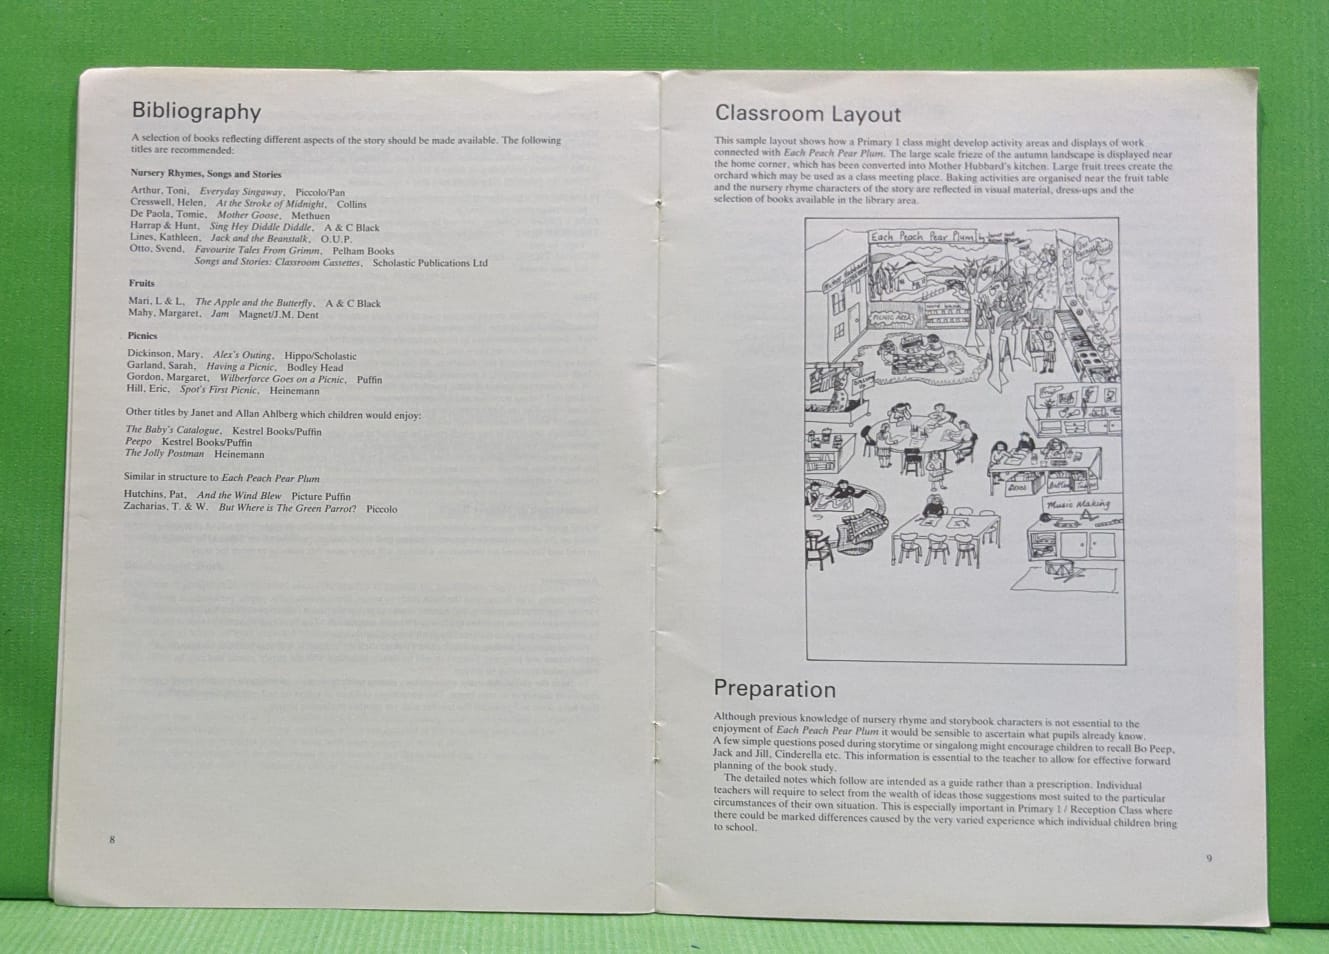 Bibliography
A selection of books reflecting different aspects of the story should be made available. The following
titles are recommended:
Nursery Rhymes, Songs and Stories
Arthur, Toni, Everyday Singaway, Piccolo/Pan
Cresswell, Helen, At the Stroke of Midnight, Collins
De Paola, Tomie, Mother Goose, Methuen
Harrap & Hunt, Sing Hey Diddle Diddle, A & C Black
Lines, Kathleen, Jack and the Beanstalk, O.U.P.
Otto, Svend, Favourite Tales From Grimm, Pelham Books
Songs and Stories: Classroom Cassettes, Scholastic Publications Ltd
Fruits
Mari, I. & L, The Apple and the Butterfly, A & C Black
Mahy, Margaret, Jam Magnet/J.M. Dent
Picnics
Dickinson, Mary, Alex's Outing, Hippo/Scholastic
Garland, Sarah, Having a Picnic, Bodley Head
Gordon, Margaret, Wilberforce Goes on a Picnic, Puffin
Hill, Eric, Spot's First Picnic, Heinemann
Other titles by Janet and Allan Ahlberg which children would enjoy:
The Baby's Catalogue, Kestrel Books/Puffin
Peepo Kestrel Books/Puffin
The Jolly Postman Heinemann
Similar in structure to Each Peach Pear Plum
Hutchins, Pat, And the Wind Blew Picture Puffin
Zacharias, T. & W. But Where is The Green Parrot? Piccolo
8
Classroom Layout
This sample layout shows how a Primary 1 class might develop activity areas and displays of work
connected with Each Peach Pear Plum. The large scale frieze of the autumn landscape is displayed near
the home corner, which has been converted into Mother Hubbard's kitchen. Large fruit trees create the
orchard which may be used as a class meeting place. Baking activities are organised near the fruit table
and the nursery rhyme characters of the story are reflected in visual material, dress-ups and the
selection of books available in the library area.
Each Peach Pear Plum by
PICNIC AREA
Music Making
Preparation
Although previous knowledge of nursery rhyme and storybook characters is not essential to the
enjoyment of Each Peach Pear Plum it would be sensible to ascertain what pupils already know.
A few simple questions posed during storytime or singalong might encourage children to recall Bo Peep,
Jack and Jill, Cinderella etc. This information is essential to the teacher to allow for effective forward
planning of the book study.
The detailed notes which follow are intended as a guide rather than a prescription. Individual
teachers will require to select from the wealth of ideas those suggestions most suited to the particular
circumstances of their own situation. This is especially important in Primary 1 / Reception Class where
there could be marked differences caused by the very varied experience which individual children bring
to school.
9